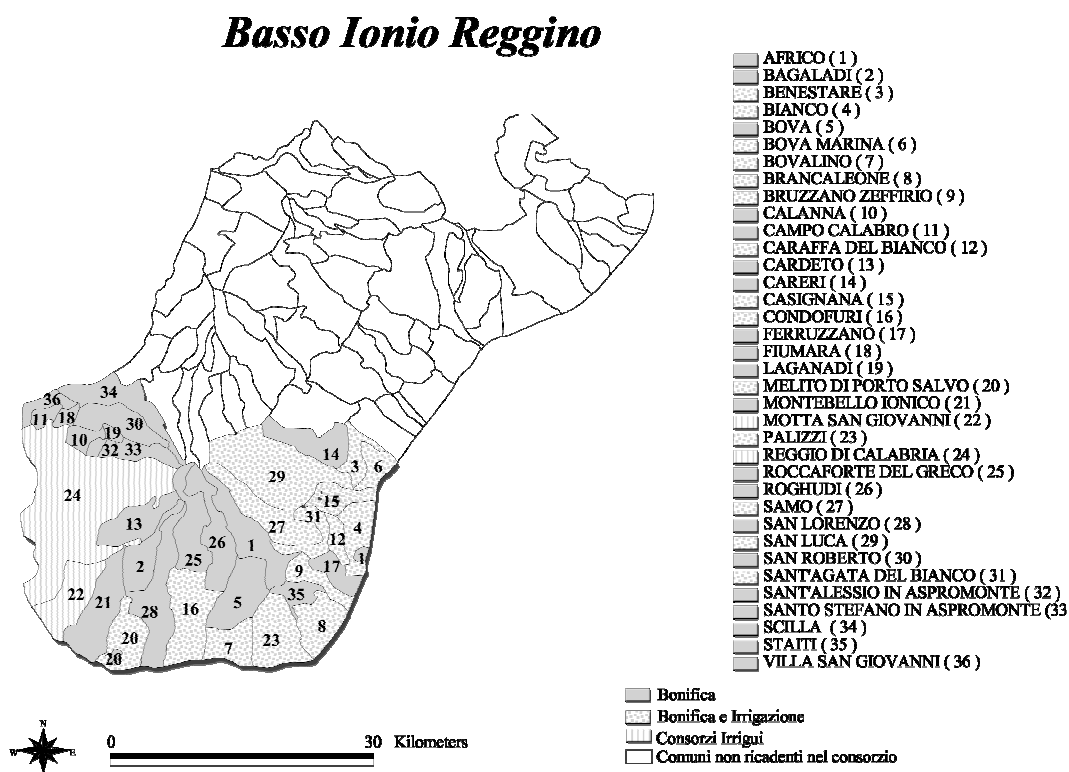 Basso Ionio Reggino
AFRICO ( 1 )
BAGALADI ( 2 )
BENESTARE ( 3 )
BIANCO ( 4 )
BOVA ( 5 )
BOVA MARINA ( 6 )
BOVALINO ( 7 )
BRANCALEONE ( 8 )
BRUZZANO ZEFFIRIO ( 9 )
CALANNA ( 10 )
CAMPO CALABRO ( 11 )
CARAFFA DEL BIANCO ( 12 )
CARDETO ( 13 )
CARERI ( 14 )
CASIGNANA ( 15 )
CONDOFURI ( 16 )
FERRUZZANO ( 17 )
FIUMARA ( 18 )
LAGANADI ( 19 )
MELITO DI PORTO SALVO ( 20 )
MONTEBELLO IONICO ( 21 )
MOTTA SAN GIOVANNI ( 22 )
PALIZZI ( 23 )
REGGIO DI CALABRIA ( 24 )
ROCCAFORTE DEL GRECO ( 25 )
ROGHUDI ( 26 )
SAMO ( 27 )
SAN LORENZO ( 28 )
SAN LUCA ( 29 )
SAN ROBERTO ( 30 )
SANT'AGATA DEL BIANCO ( 31 )
SANT'ALESSIO IN ASPROMONTE ( 32 )
SANTO STEFANO IN ASPROMONTE (33
SCILLA ( 34 )
STAITI ( 35 )
VILLA SAN GIOVANNI ( 36 )
34
36
11 18 30
19
10
32 33
14
3 6
29
24
15
13
31 4
27
12
26
1
25
2
9 17 1
22
21
35
5
28 16
20
8
23
7
20
Bonifica
Bonifica e Irrigazione
Consorzi Irrigui
Comuni non ricadenti nel consorzio
N
W E
S
0 30 Kilometers